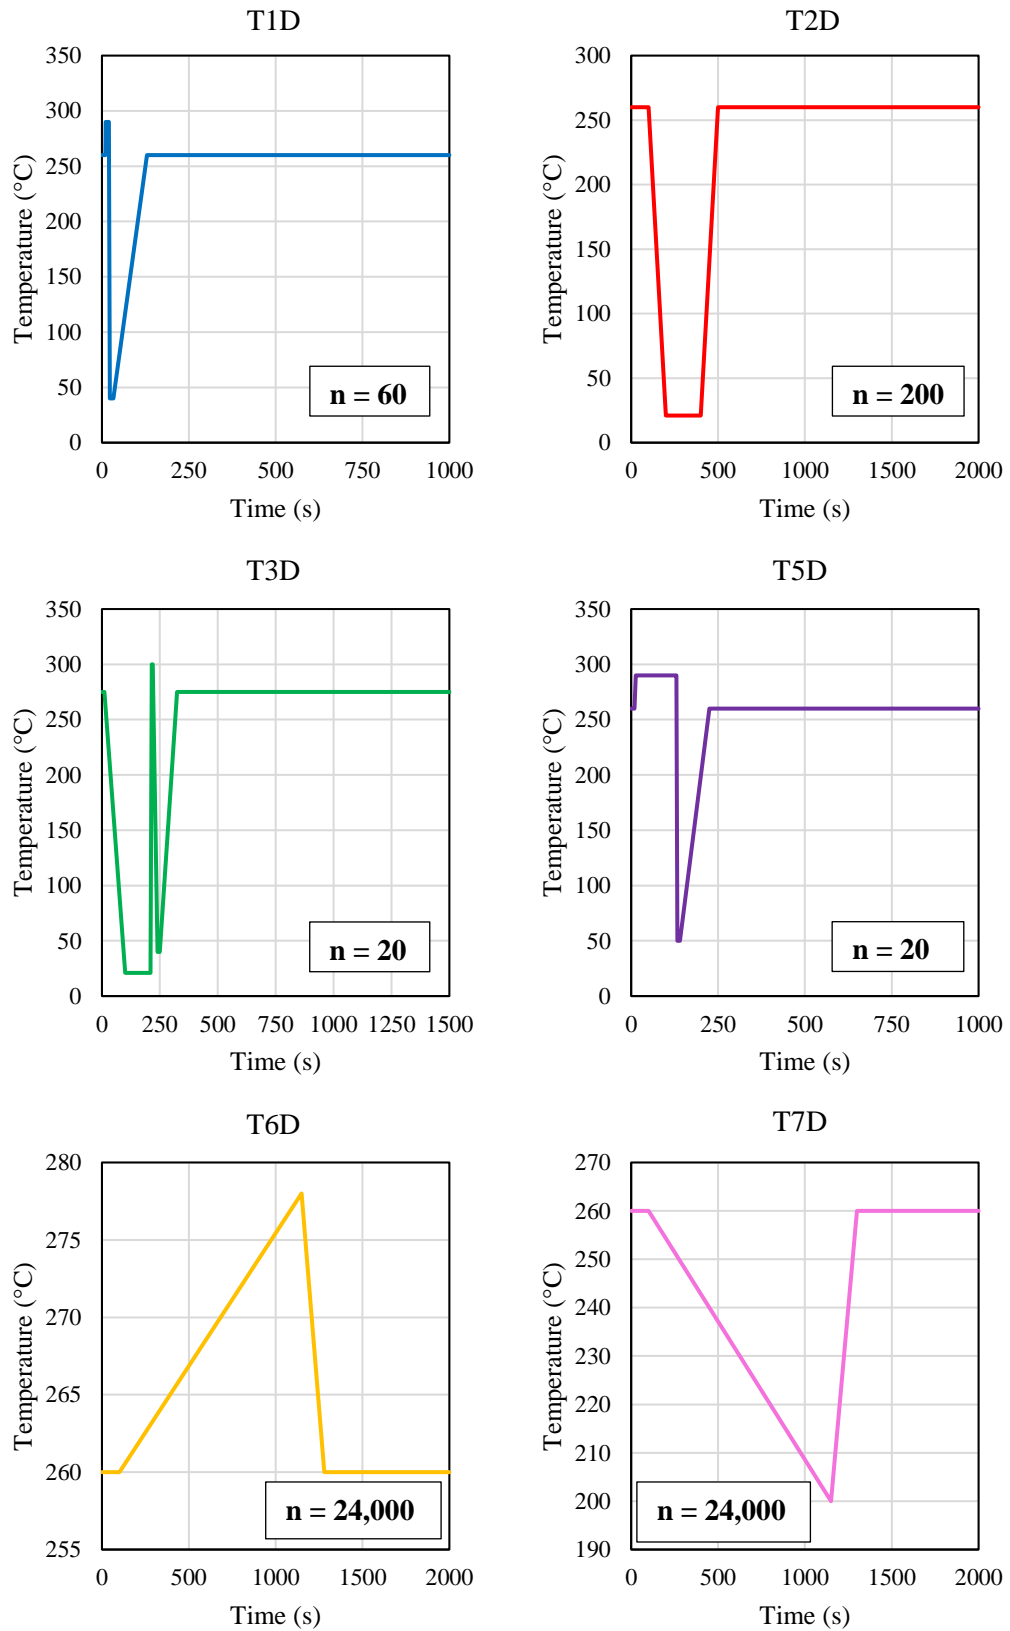 T1D
350
300
250
200
150
100
50
0
Temperature (°C)
n = 60
0 250 500 750 1000
Time (s)
T2D
300
250
200
150
100
50
0
Temperature (°C)
n = 200
0 500 1000 1500 2000
Time (s)
T3D
350
300
250
200
150
100
50
0
Temperature (°C)
n = 20
0 250 500 750 1000 1250 1500
Time (s)
T5D
350
300
250
200
150
100
50
0
Temperature (°C)
n = 20
0 250 500 750 1000
Time (s)
T6D
280
275
270
265
260
255
Temperature (°C)
n = 24,000
0 500 1000 1500 2000
Time (s)
T7D
270
260
250
240
230
220
210
200
190
Temperature (°C)
n = 24,000
0 500 1000 1500 2000
Time (s)